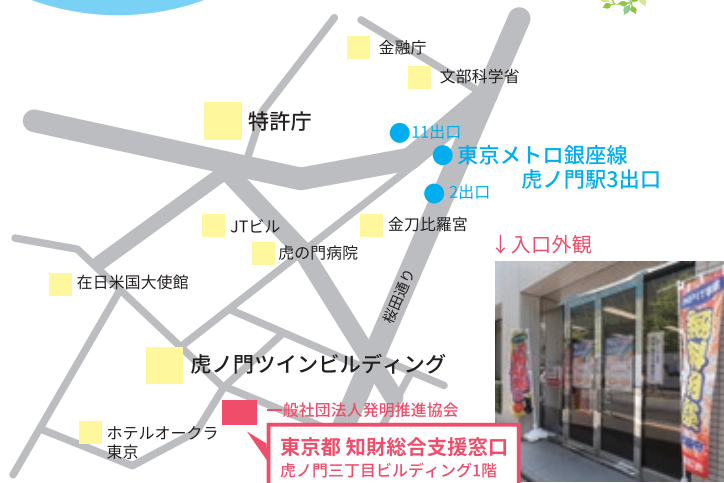 金融庁
文部科学省
特許庁
11出口
東京メトロ銀座線
虎ノ門駅3出口
2出口
JTビル
金刀比羅宮
虎の門病院
↓入口外観
在日米国大使館
桜田通り
虎ノ門ツインビルディング
一般社団法人発明推進協会
ホテルオークラ
東京
東京都 知財総合支援窓口
虎ノ門三丁目ビルディング1階